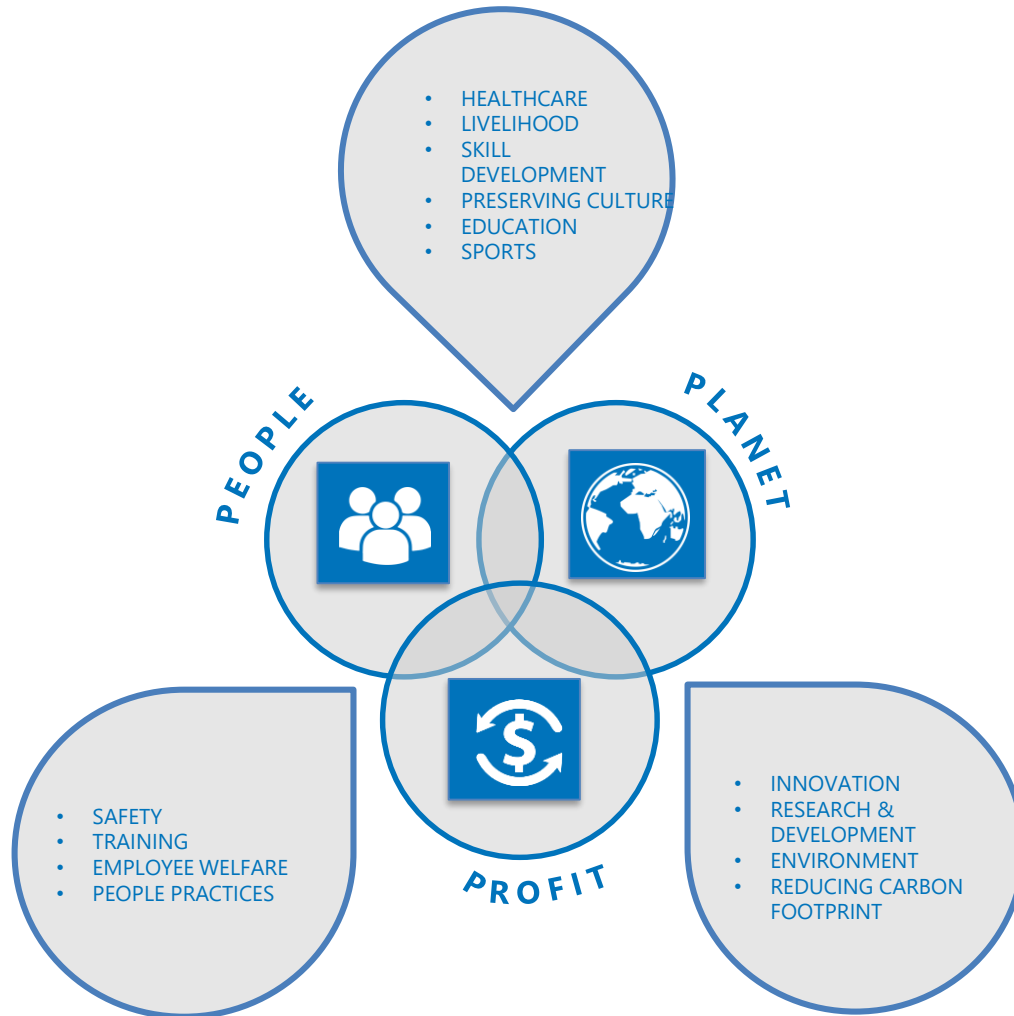 • HEALTHCARE
• LIVELIHOOD
• SKILL
DEVELOPMENT
• PRESERVING CULTURE
• EDUCATION
• SPORTS
PEOPLE
PLANET
$
PROFIT
• SAFETY
• TRAINING
• EMPLOYEE WELFARE
• PEOPLE PRACTICES
• INNOVATION
• RESEARCH &
DEVELOPMENT
• ENVIRONMENT
• REDUCING CARBON
FOOTPRINT